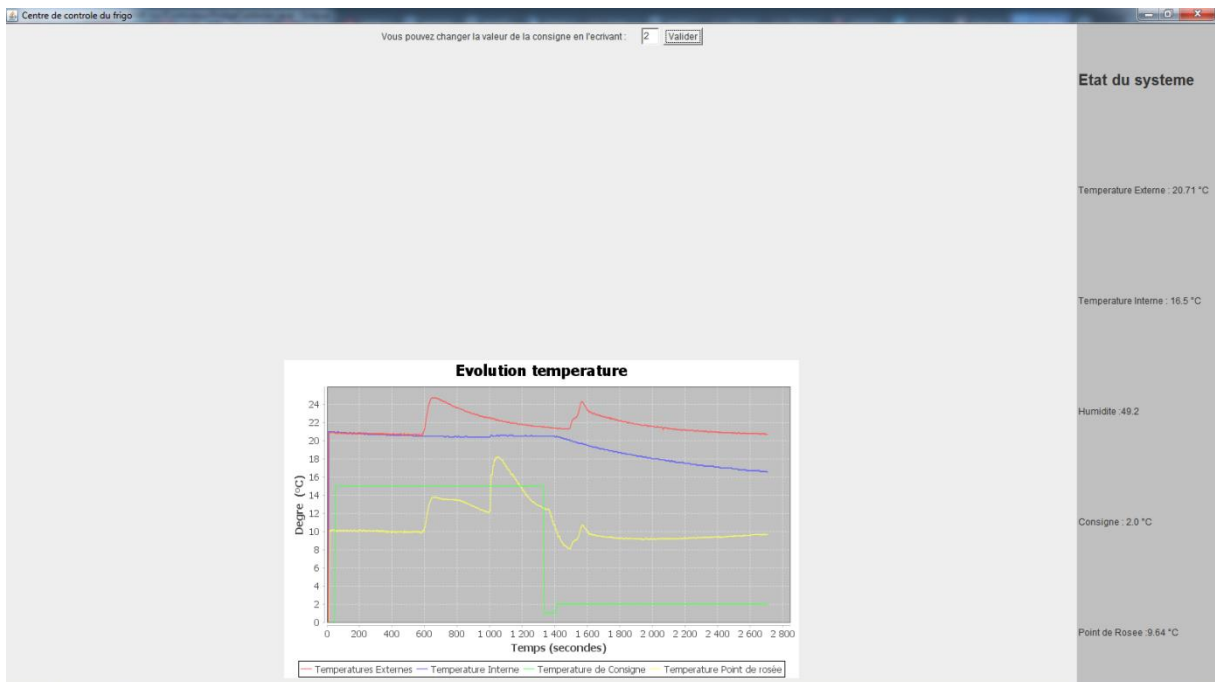 Centre de controle du frigo
Vous pouvez changer la valeur de la consigne en l'ecrivant : 2 Valider
Etat du systeme
Temperature Externe : 20.71 °C
Temperature Interne : 16.5 °C
Humidite :49.2
Consigne : 2.0 °C
Point de Rosee :9.64 °C
Evolution temperature
Degre (°C)
24
22
20
18
16
14
12
10
8
6
4
2
0
0 200 400 600 800 1 000 1 200 1 400 1 600 1 800 2 000 2 200 2 400 2 600 2 800
Temps (secondes)
Temperatures Externes Temperature Interne Temperature de Consigne Temperature Point de rosée